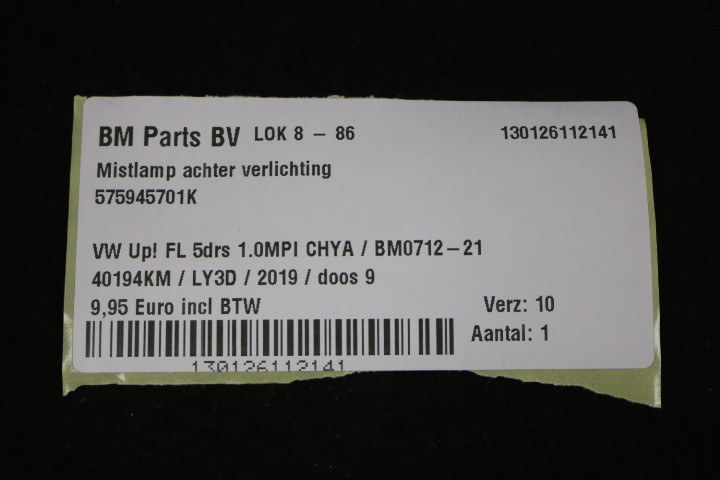 BM Parts BV LOK 8 – 86 130126112141
Mistlamp achter verlichting
575945701K
VW Up! FL 5drs 1.0MPI CHYA / BM0712–21
40194KM / LY3D / 2019 / doos 9
9,95 Euro incl BTW Verz: 10
Aantal: 1
130126112141